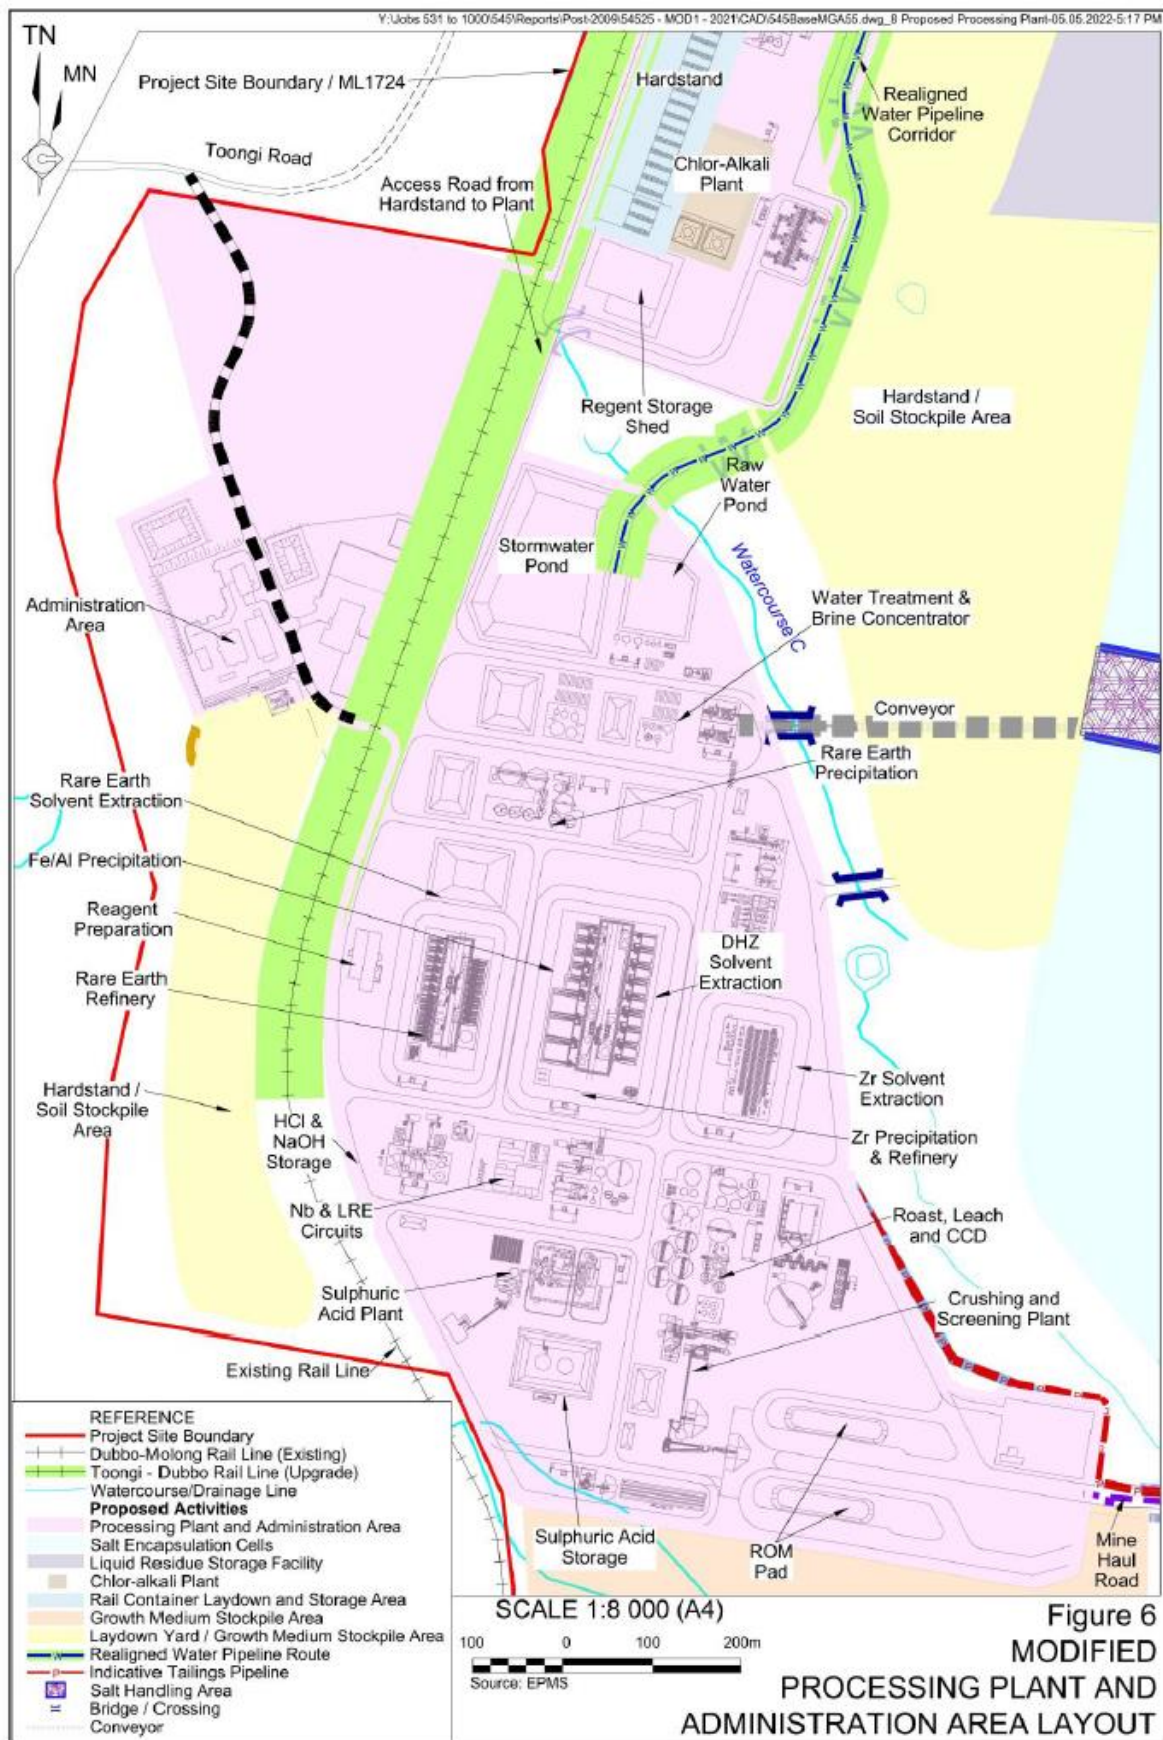 Y:\Jobs 531 to 1000\545\Reports\Post-2009\54525 - MOD1 - 2021\CAD\545BaseMGA55.dwg_8 Proposed Processing Plant-05.05.2022-5:17 PM
TN
MN
Project Site Boundary / ML1724
Hardstand
Realigned
Water Pipeline
Corridor
Toongi Road
Chlor-Alkali
Plant
Access Road from
Hardstand to Plant
Regent Storage
Shed
Hardstand /
Soil Stockpile Area
Raw
Water
Pond
Stormwater
Pond
Watercourse C
Administration
Area
Water Treatment &
Brine Concentrator
Conveyor
Rare Earth
Precipitation
Rare Earth
Solvent Extraction
Fe/Al Precipitation
Reagent
Preparation
DHZ
Solvent
Extraction
Rare Earth
Refinery
Hardstand /
Soil Stockpile
Area
Zr Solvent
Extraction
HCl &
NaOH
Storage
Zr Precipitation
& Refinery
Nb & LRE
Circuits
Roast, Leach
and CCD
Sulphuric
Acid Plant
Crushing and
Screening Plant
Existing Rail Line
Sulphuric Acid
Storage
ROM
Pad
Mine
Haul
Road
REFERENCE
Project Site Boundary
Dubbo-Molong Rail Line (Existing)
Toongi - Dubbo Rail Line (Upgrade)
Watercourse/Drainage Line
Proposed Activities
Processing Plant and Administration Area
Salt Encapsulation Cells
Liquid Residue Storage Facility
Chlor-alkali Plant
Rail Container Laydown and Storage Area
Growth Medium Stockpile Area
Laydown Yard / Growth Medium Stockpile Area
W Realigned Water Pipeline Route
P Indicative Tailings Pipeline
Salt Handling Area
Bridge / Crossing
Conveyor
SCALE 1:8 000 (A4)
100 0 100 200m
Source: EPMS
Figure 6
MODIFIED
PROCESSING PLANT AND
ADMINISTRATION AREA LAYOUT